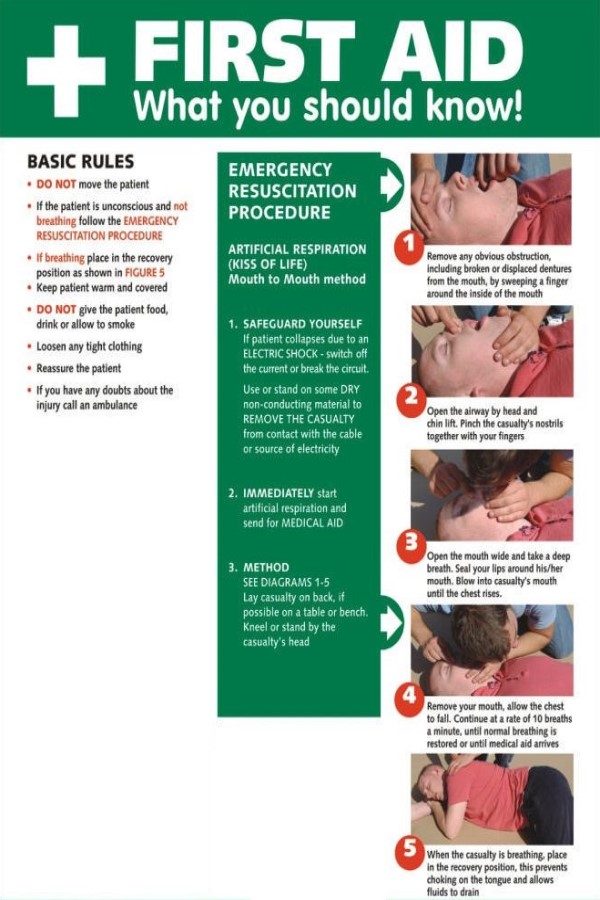 FIRST AID
What you should know!
BASIC RULES
• DO NOT move the patient
• If the patient is unconscious and not
breathing follow the EMERGENCY
RESUSCITATION PROCEDURE
• If breathing place in the recovery
position as shown in FIGURE 5
• Keep patient warm and covered
• DO NOT give the patient food,
drink or allow to smoke
• Loosen any tight clothing
• Reassure the patient
• If you have any doubts about the
injury call an ambulance
EMERGENCY
RESUSCITATION
PROCEDURE
ARTIFICIAL RESPIRATION
(KISS OF LIFE)
Mouth to Mouth method
1. SAFEGUARD YOURSELF
If patient collapses due to an
ELECTRIC SHOCK - switch off
the current or break the circuit.
Use or stand on some DRY
non-conducting material to
REMOVE THE CASUALTY
from contact with the cable
or source of electricity
2. IMMEDIATELY start
artificial respiration and
send for MEDICAL AID
3. METHOD
SEE DIAGRAMS 1-5
Lay casualty on back, if
possible on a table or bench.
Kneel or stand by the
casualty's head
1
Remove any obvious obstruction,
including broken or displaced dentures
from the mouth, by sweeping a finger
around the inside of the mouth
2
Open the airway by head and
chin lift. Pinch the casualty's nostrils
together with your fingers
3
Open the mouth wide and take a deep
breath. Seal your lips around his/her
mouth. Blow into casualty's mouth
until the chest rises.
4
Remove your mouth, allow the chest
to fall. Continue at a rate of 10 breaths
a minute, until normal breathing is
restored or until medical aid arrives
5
When the casualty is breathing, place
in the recovery position, this prevents
choking on the tongue and allows
fluids to drain